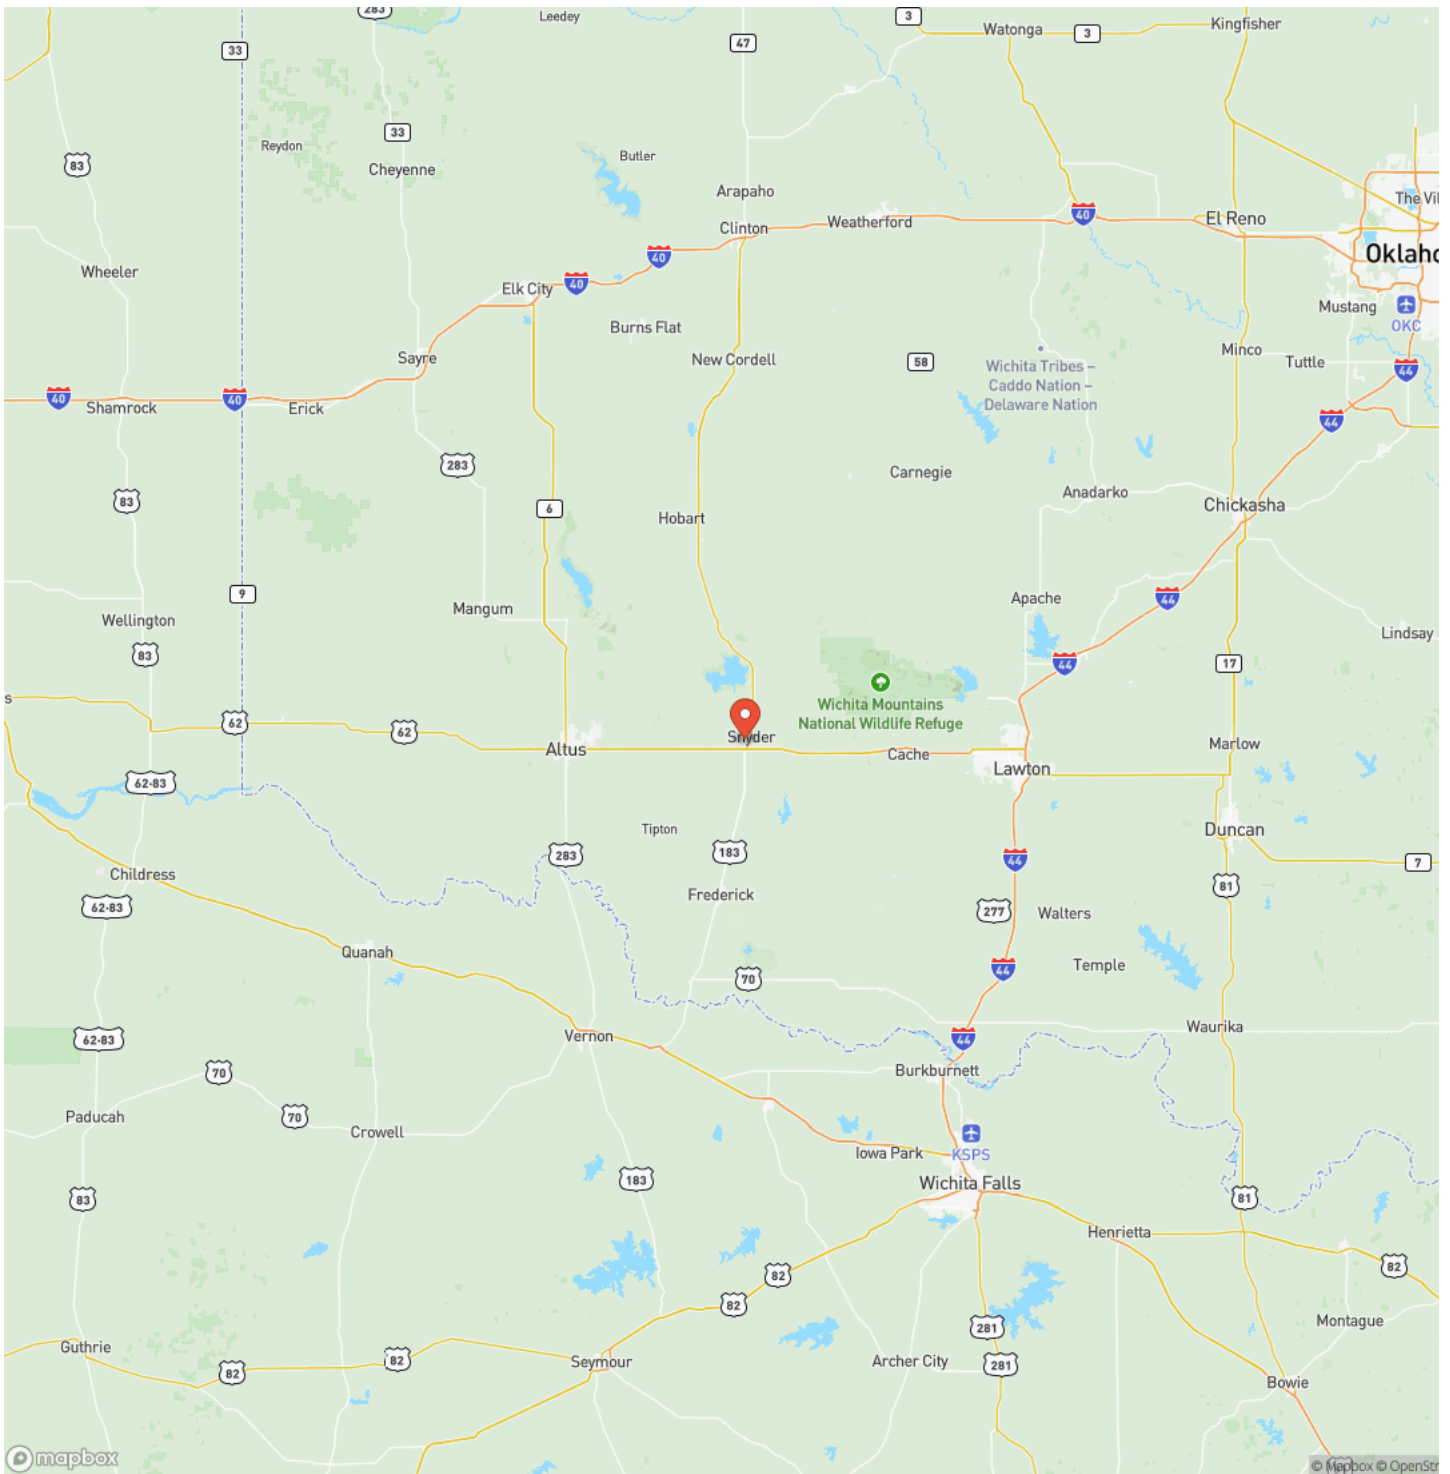 283
Leedey
3
Watonga
3
Kingfisher
33
47
83
33
Reydon
Cheyenne
Butler
Arapaho
Clinton
Weatherford
40
El Reno
The Vil
Oklaho
Wheeler
Elk City
40
40
Burns Flat
Mustang
OKC
Sayre
New Cordell
58
Wichita Tribes –
Caddo Nation –
Delaware Nation
Minco
Tuttle
44
40
Shamrock
40
Erick
44
283
Carnegie
83
6
Anadarko
Chickasha
Hobart
9
Mangum
Apache
44
Wellington
83
Lindsay
44
17
s
Wichita Mountains
National Wildlife Refuge
62
62
Altus
Snyder
Cache
Lawton
Marlow
62-83
Tipton
Duncan
283
183
44
7
Childress
62-83
Frederick
81
277
Walters
Quanah
70
44
Temple
62-83
Vernon
44
Waurika
70
Burkburnett
Paducah
70
Crowell
KSPS
Iowa Park
83
183
Wichita Falls
81
Henrietta
82
82
82
281
Montague
Guthrie
82
82
Seymour
Archer City
281
Bowie
mapbox
© Mapbox © OpenStr